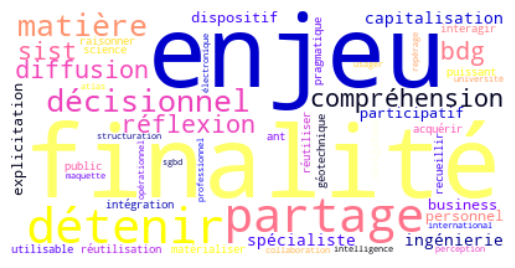 dispositif
capitalisation
matière
enjeu
interagir
raisonner
science
sist
bdg
électronique
pragmatique
repérage
diffusion
puissant
université
utiliser
atlas
décisionnel
compréhension
explicitation
participatif
réflexion
acquérir
finalité
structuration
ant
réutiliser
géotechnique
recueillir
public
maquette
opérationnel
sgbd
professionnel
intégration
détenir
partage
business
personnel
international
spécialiste
ingénierie
utilisable
réutilisation
matérialiser
collaboration
intelligence
perception